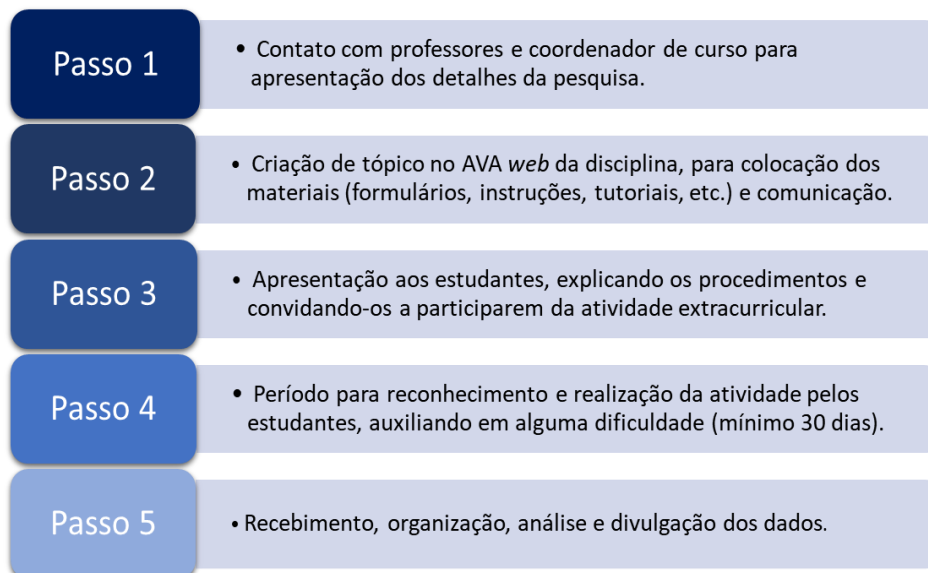 Passo 1
• Contato com professores e coordenador de curso para
apresentação dos detalhes da pesquisa.
Passo 2
• Criação de tópico no AVA web da disciplina, para colocação dos
materiais (formulários, instruções, tutoriais, etc.) e comunicação.
Passo 3
• Apresentação aos estudantes, explicando os procedimentos e
convidando-os a participarem da atividade extracurricular.
Passo 4
• Período para reconhecimento e realização da atividade pelos
estudantes, auxiliando em alguma dificuldade (mínimo 30 dias).
Passo 5
• Recebimento, organização, análise e divulgação dos dados.